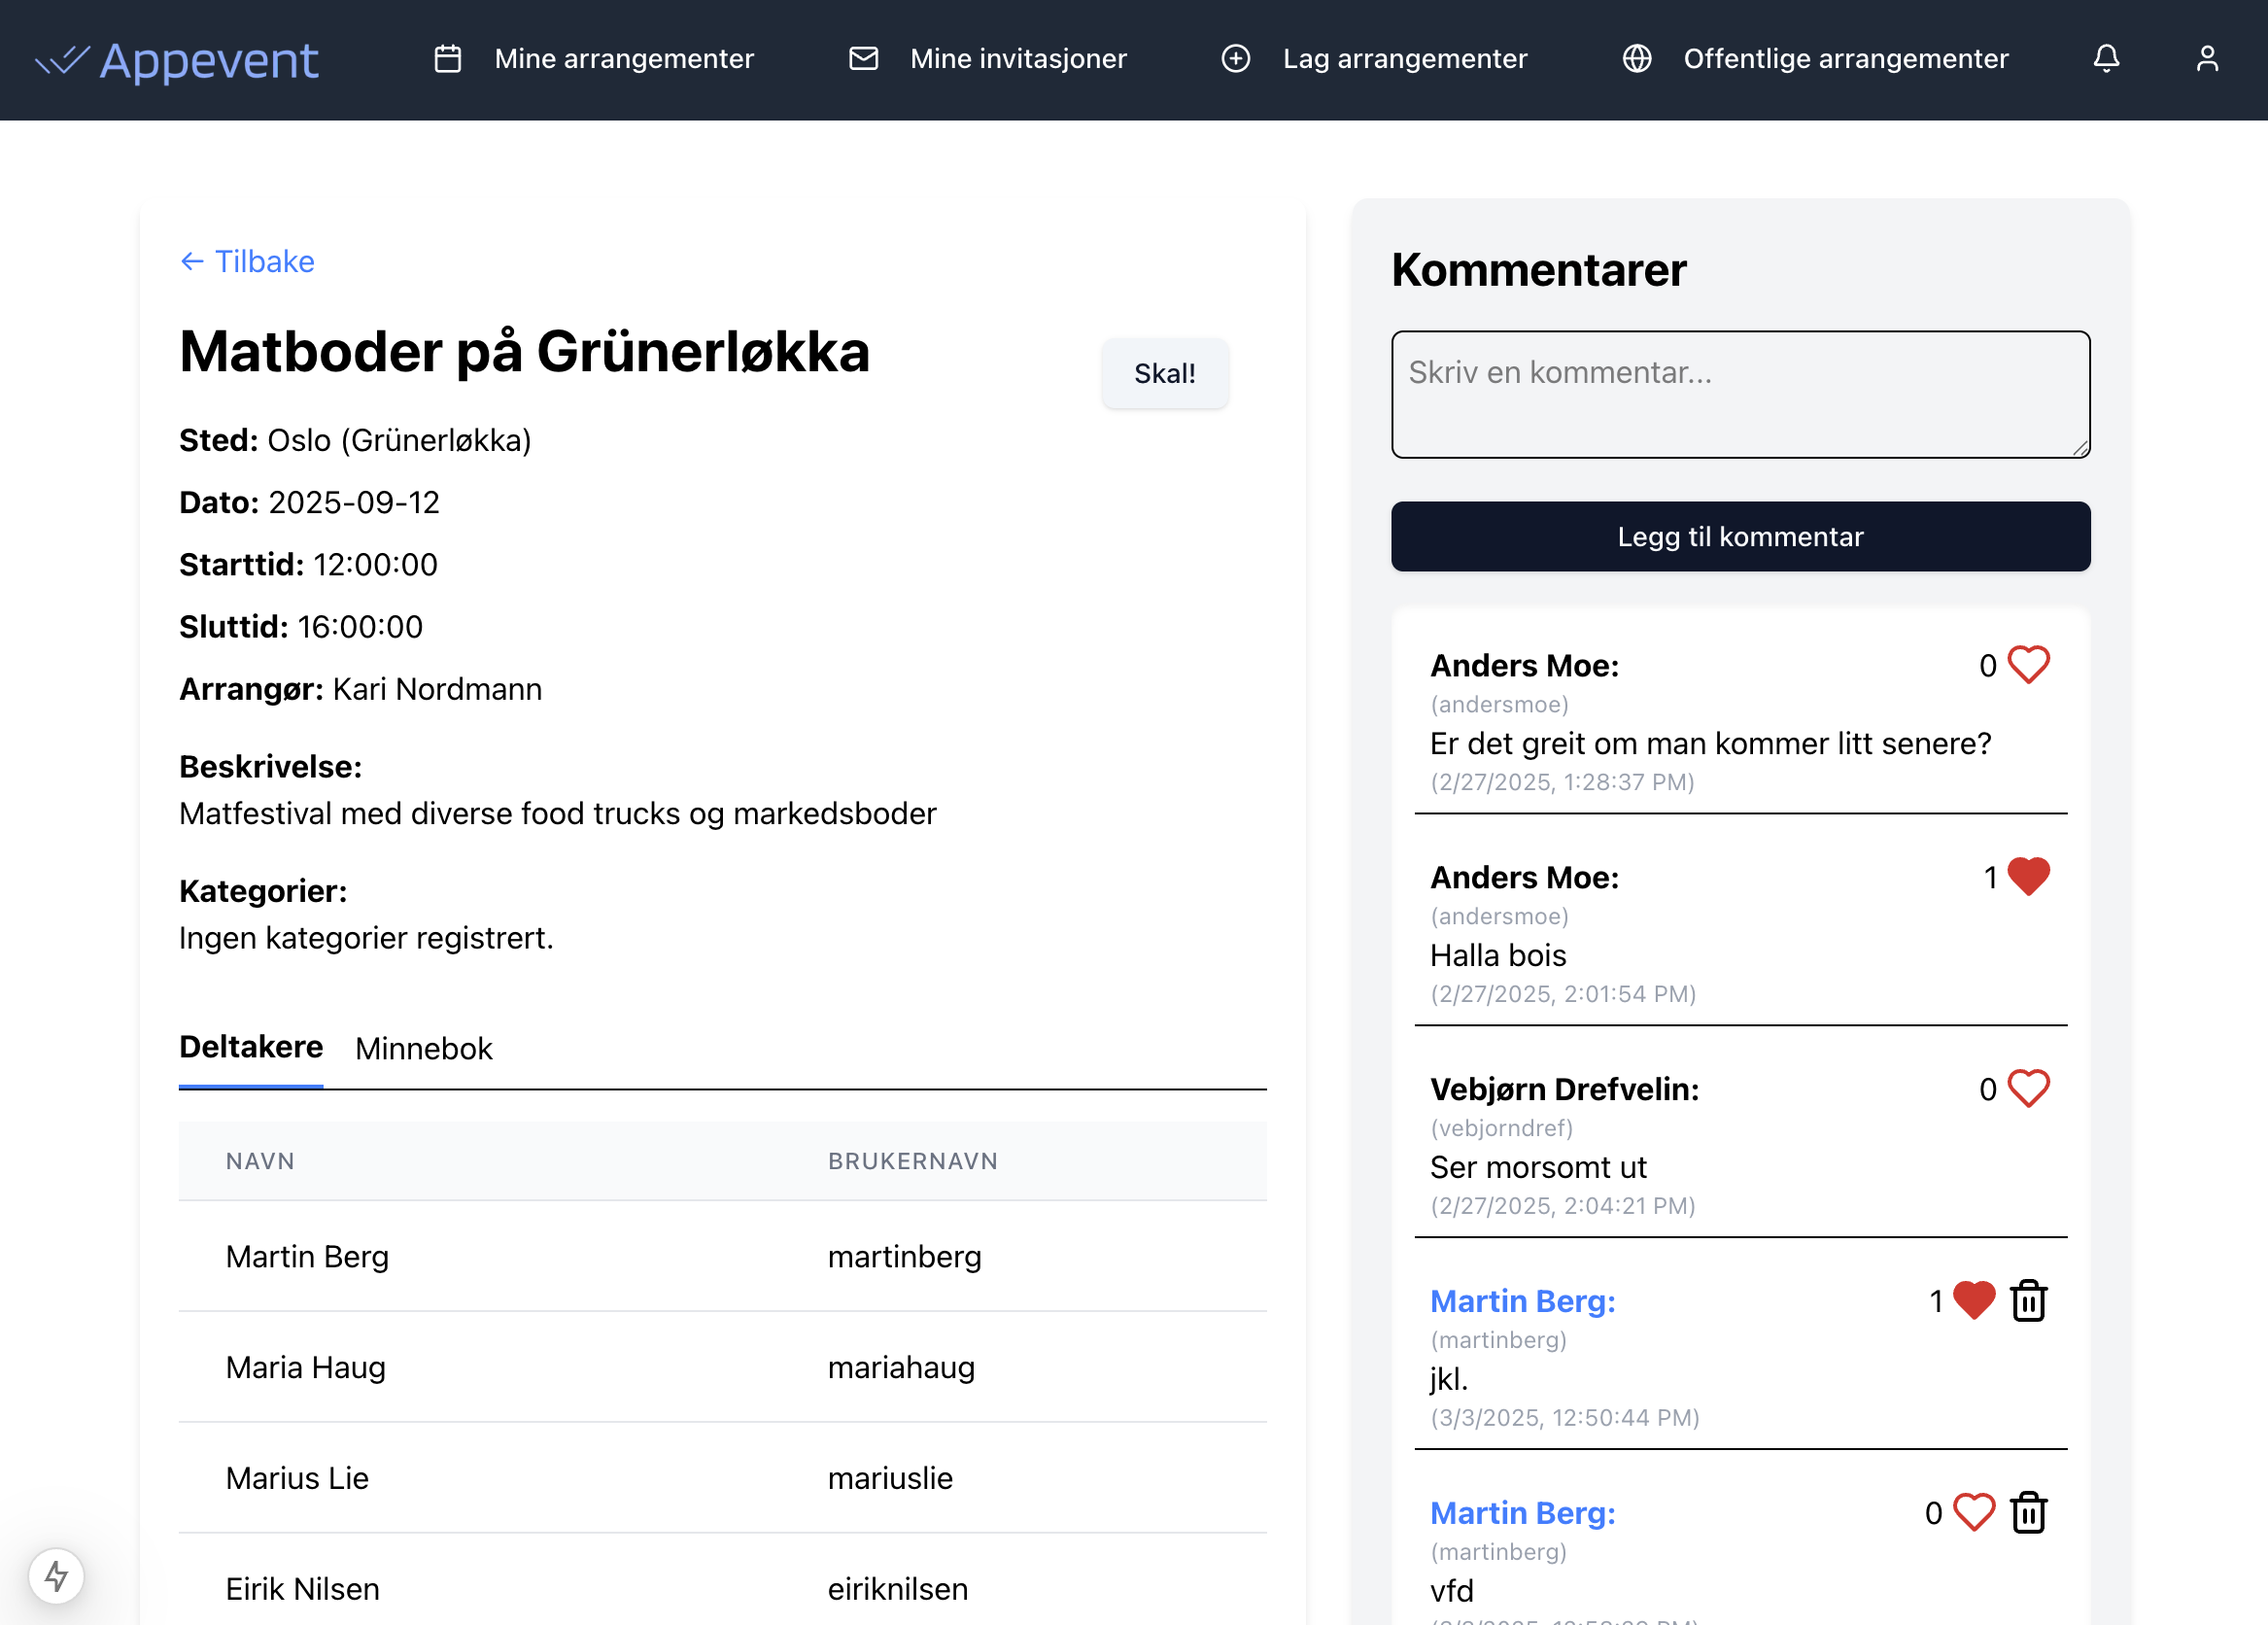 Appevent
Mine arrangementer
Mine invitasjoner
Lag arrangementer
Offentlige arrangementer
← Tilbake
Matboder på Grünerløkka
Skal!
Sted: Oslo (Grünerløkka)
Dato: 2025-09-12
Starttid: 12:00:00
Sluttid: 16:00:00
Arrangør: Kari Nordmann
Beskrivelse:
Matfestival med diverse food trucks og markedsboder
Kategorier:
Ingen kategorier registrert.
Deltakere Minnebok
NAVN BRUKERNAVN
Martin Berg martinberg
Maria Haug mariahaug
Marius Lie mariuslie
Eirik Nilsen eiriknilsen
Kommentarer
Skriv en kommentar...
Legg til kommentar
Anders Moe: 0
(andersmoe)
Er det greit om man kommer litt senere?
(2/27/2025, 1:28:37 PM)
Anders Moe: 1
(andersmoe)
Halla bois
(2/27/2025, 2:01:54 PM)
Vebjørn Drefvelin: 0
(vebjorndref)
Ser morsomt ut
(2/27/2025, 2:04:21 PM)
Martin Berg: 1
(martinberg)
jkl.
(3/3/2025, 12:50:44 PM)
Martin Berg: 0
(martinberg)
vfd